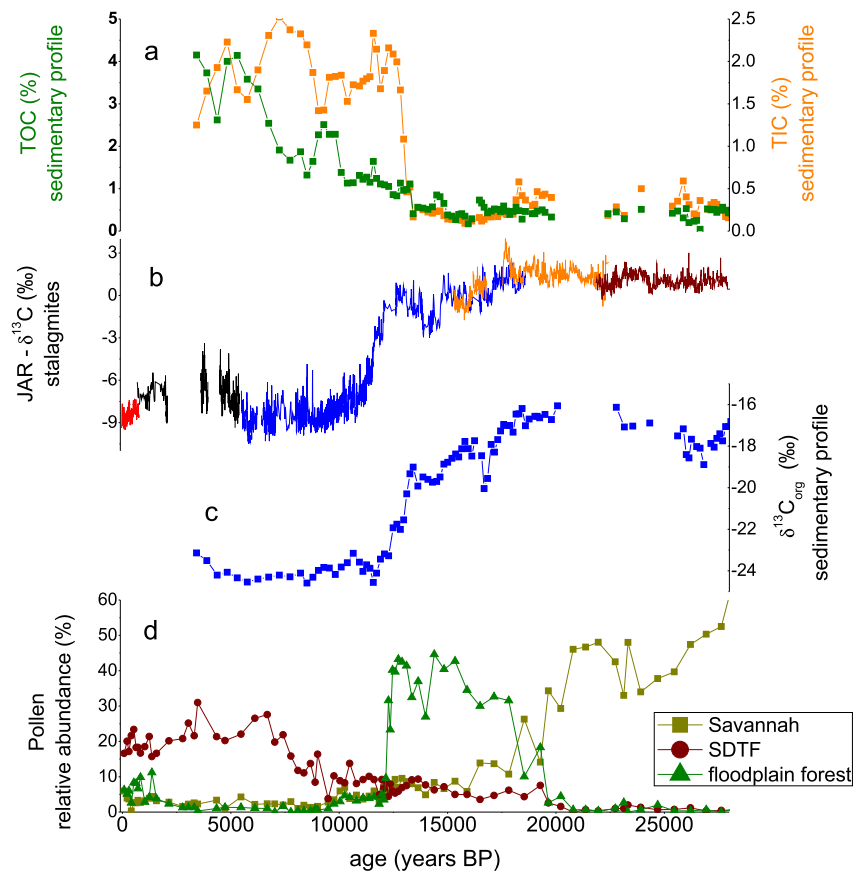 a
TOC (%)
sedimentary profile
5
4
3
2
1
0
2.5
2.0
1.5
1.0
0.5
0.0
TIC (%)
sedimentary profile
b
JAR - δ13C (‰)
stalagmites
3
0
-3
-6
-9
c
-16
-18
-20
-22
-24
δ13Corg (‰)
sedimentary profile
d
Pollen
relative abundance (%)
60
50
40
30
20
10
0
Savannah
SDTF
floodplain forest
0 5000 10000 15000 20000 25000
age (years BP)